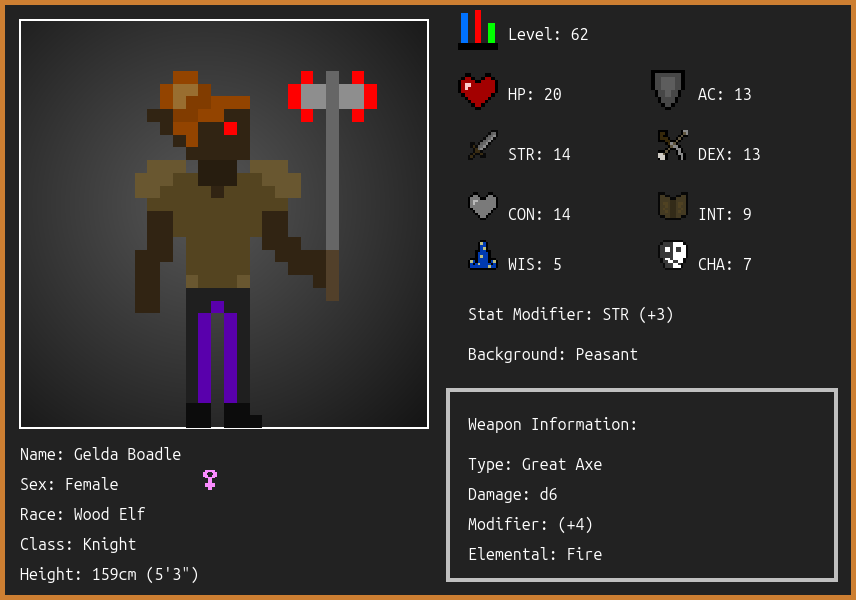 Level: 62
HP: 20
AC: 13
STR: 14
DEX: 13
CON: 14
INT: 9
WIS: 5
CHA: 7
Stat Modifier: STR (+3)
Background: Peasant
Weapon Information:
Type: Great Axe
Damage: d6
Modifier: (+4)
Elemental: Fire
Name: Gelda Boadle
Sex: Female
Race: Wood Elf
Class: Knight
Height: 159cm (5'3")